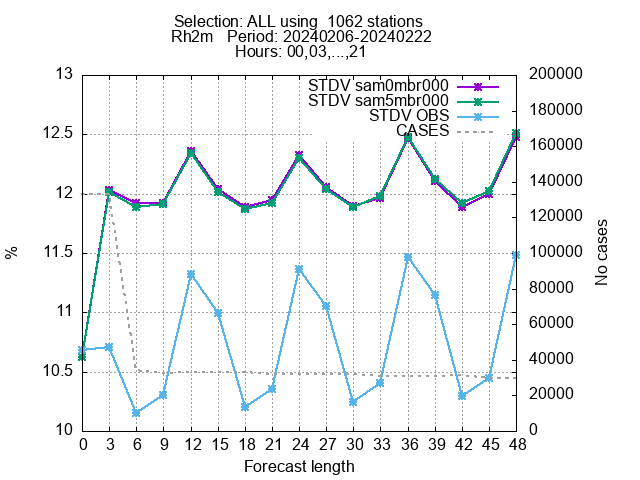 Selection: ALL using  1062 stations
Rh2m   Period: 20240206-20240222
Hours: 00,03,...,21
STDV sam0mbr000
STDV sam5mbr000
STDV OBS
CASES
13
12.5
12
11.5
11
10.5
10
%
200000
180000
160000
140000
120000
100000
80000
60000
40000
20000
0
No cases
0 3 6 9 12 15 18 21 24 27 30 33 36 39 42 45 48
Forecast length